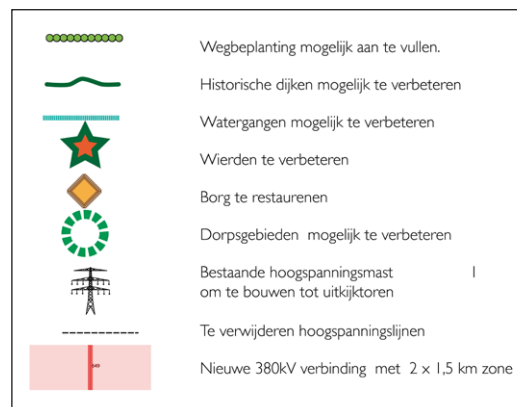 Wegbeplanting mogelijk aan te vullen.
Historische dijken mogelijk te verbeteren
Watergangen mogelijk te verbeteren
Wierden te verbeteren
Borg te restaurenen
Dorpsgebieden mogelijk te verbeteren
Bestaande hoogspanningsmast 1
om te bouwen tot uitkijktoren
Te verwijderen hoogspanningslijnen
Nieuwe 380kV verbinding met 2 x 1,5 km zone